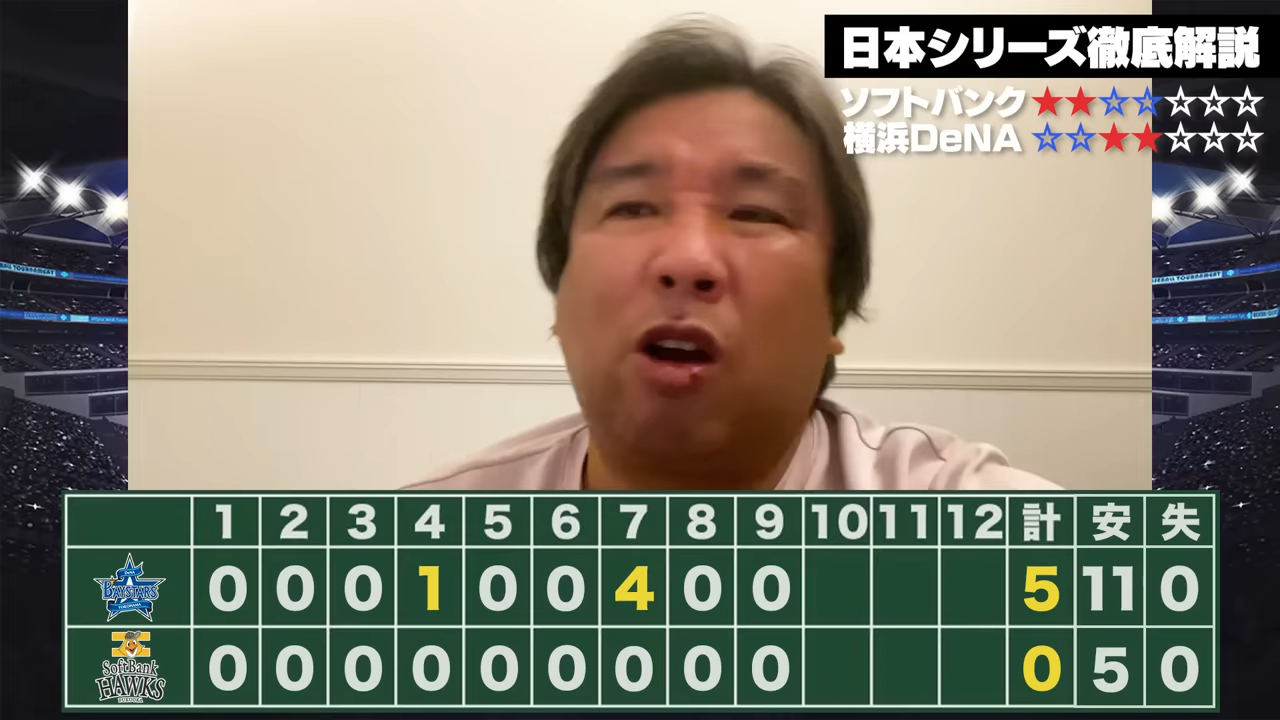 日本シリーズ徹底解説
ソフトバンク ★★☆☆☆☆☆
横浜DeNA ☆☆★★☆☆☆
1 2 3 4 5 6 7 8 9 10 11 12 計 安 失
BAYSTARS 0 0 0 1 0 0 4 0 0 5 11 0
SoftBank HAWKS 0 0 0 0 0 0 0 0 0 0 5 0